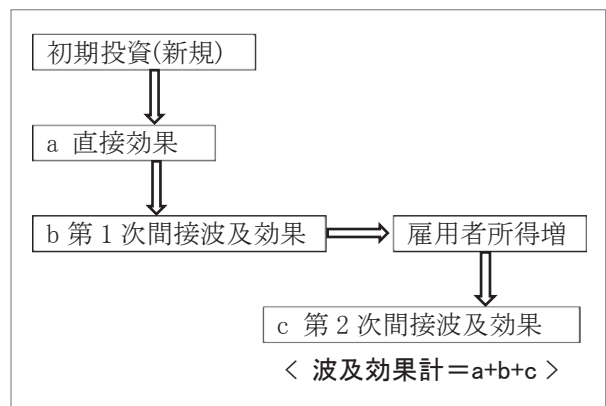 初期投資(新規)
a 直接効果
b 第1次間接波及効果
雇用者所得増
c 第2次間接波及効果
< 波及効果計=a+b+c >